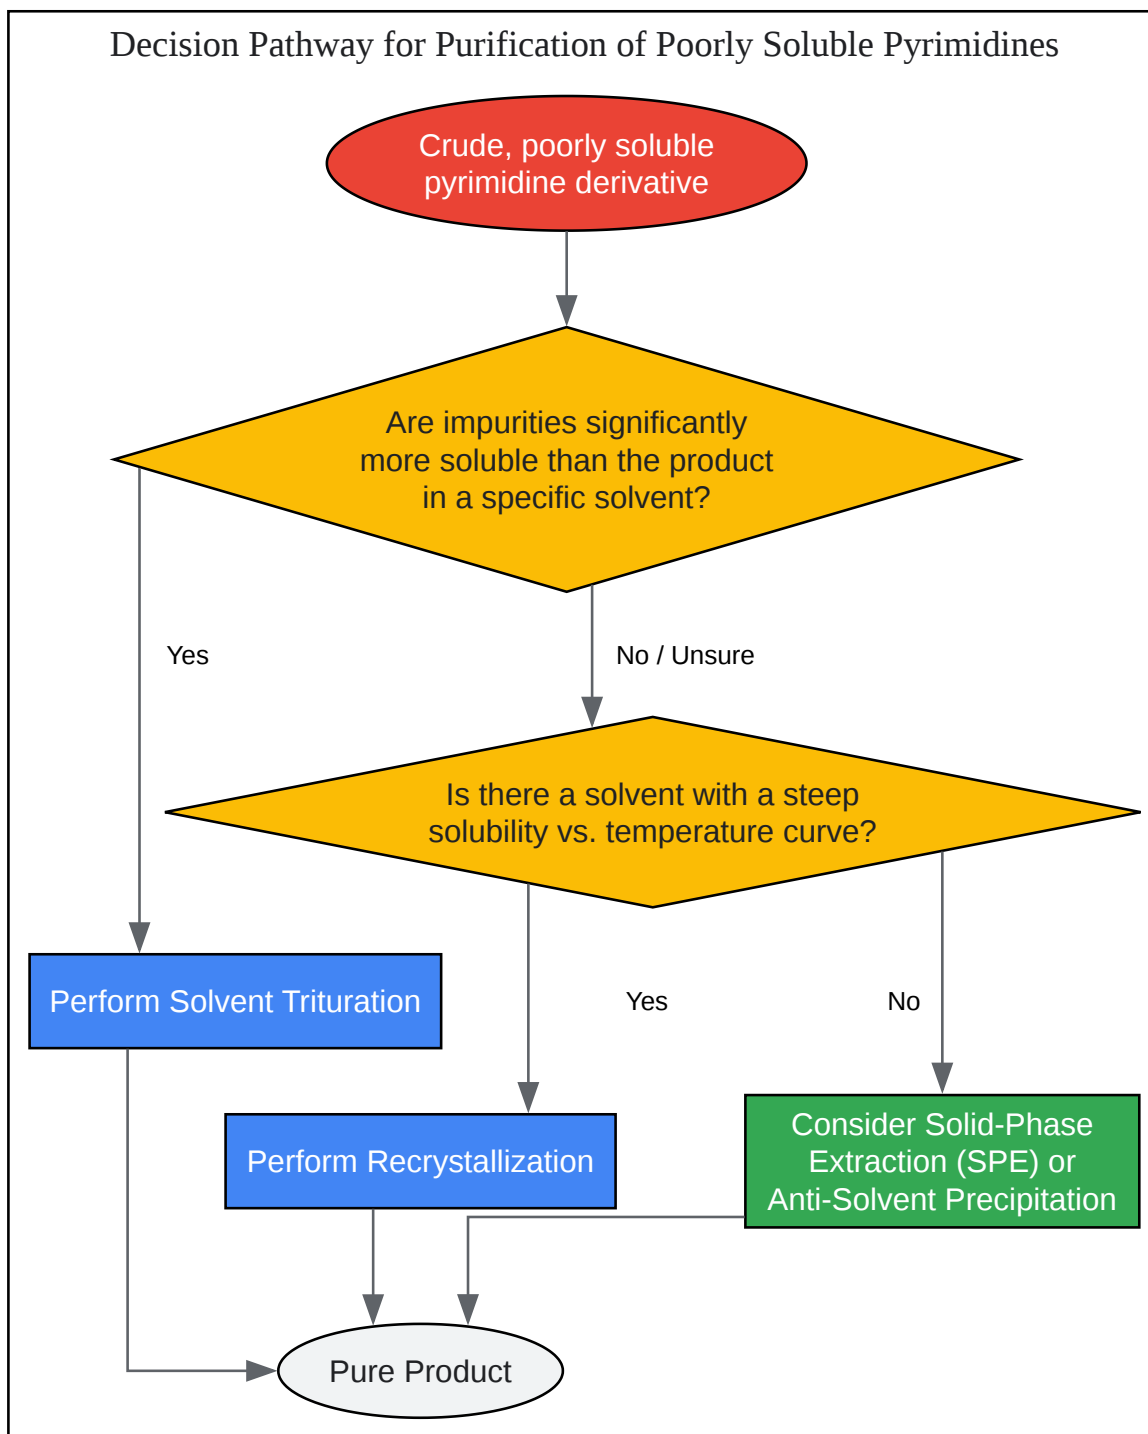 Decision Pathway for Purification of Poorly Soluble Pyrimidines
Crude, poorly soluble
pyrimidine derivative
Are impurities significantly
more soluble than the product
in a specific solvent?
Yes
No / Unsure
Is there a solvent with a steep
solubility vs. temperature curve?
Perform Solvent Trituration
Yes
No
Perform Recrystallization
Consider Solid-Phase
Extraction (SPE) or
Anti-Solvent Precipitation
Pure Product